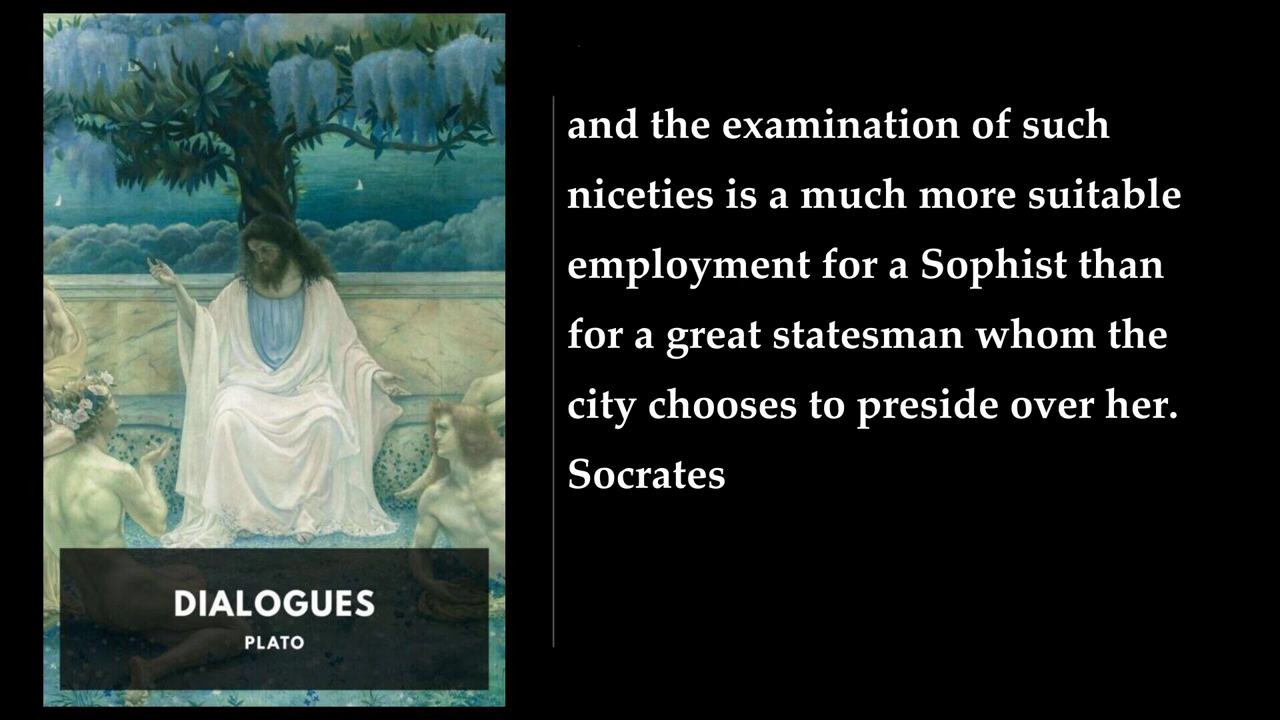 DIALOGUES
PLATO
and the examination of such
niceties is a much more suitable
employment for a Sophist than
for a great statesman whom the
city chooses to preside over her.
Socrates